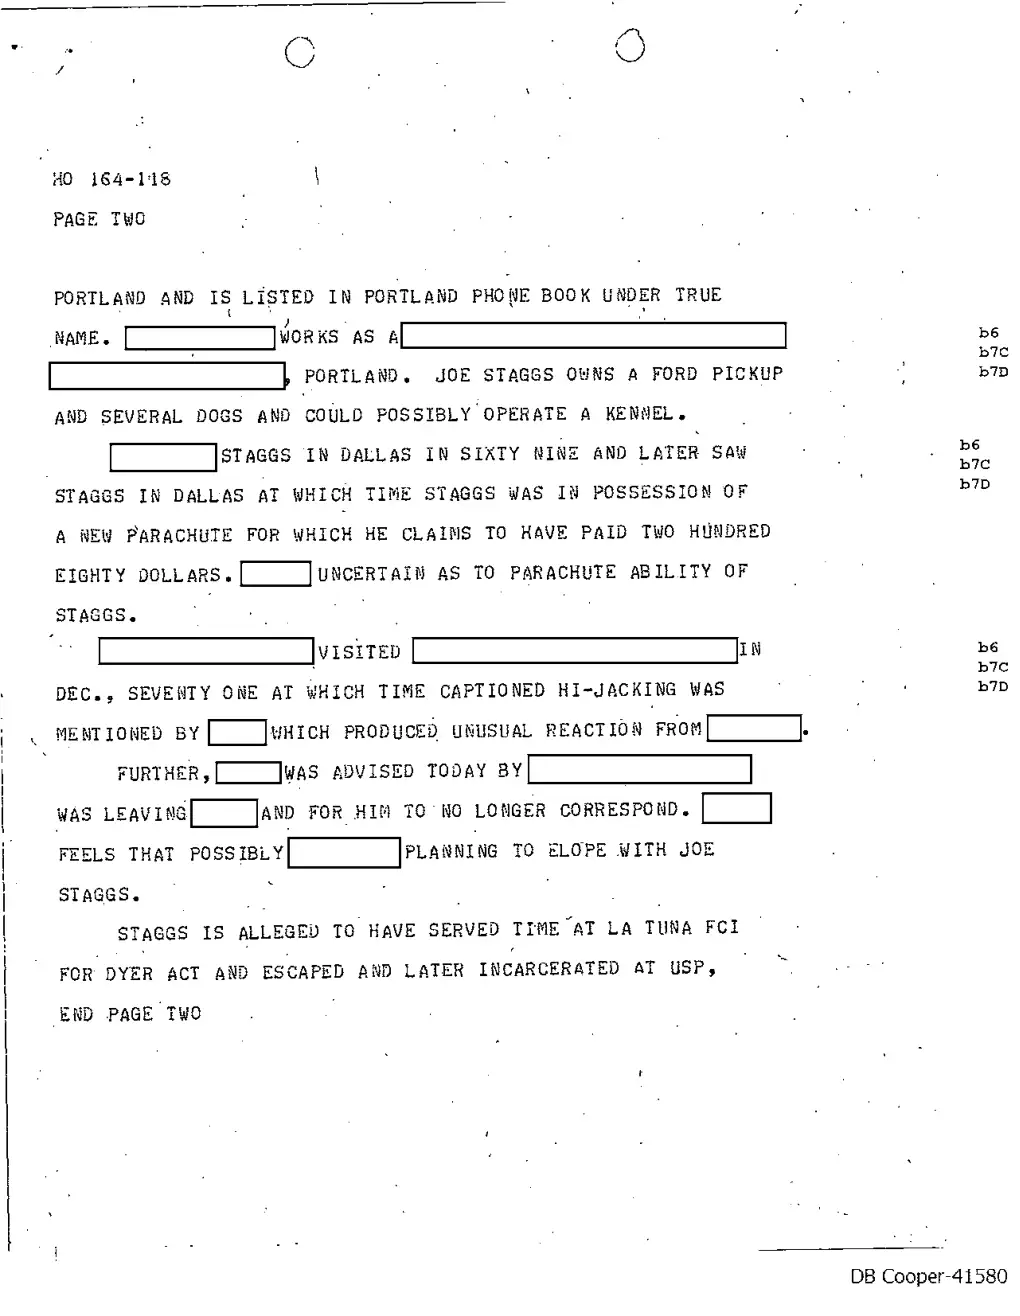 HO 164-118
PAGE TWO
PORTLAND AND IS LISTED IN PORTLAND PHONE BOOK UNDER TRUE
NAME. WORKS AS A
b6
b7C
, PORTLAND. JOE STAGGS OWNS A FORD PICKUP
b7D
AND SEVERAL DOGS AND COULD POSSIBLY OPERATE A KENNEL.
STAGGS IN DALLAS IN SIXTY NINE AND LATER SAW
b6
b7C
b7D
STAGGS IN DALLAS AT WHICH TIME STAGGS WAS IN POSSESSION OF
A NEW PARACHUTE FOR WHICH HE CLAIMS TO HAVE PAID TWO HUNDRED
EIGHTY DOLLARS. UNCERTAIN AS TO PARACHUTE ABILITY OF
STAGGS.
VISITED IN
b6
b7C
b7D
DEC., SEVENTY ONE AT WHICH TIME CAPTIONED HI-JACKING WAS
MENTIONED BY WHICH PRODUCED UNUSUAL REACTION FROM .
FURTHER, WAS ADVISED TODAY BY
WAS LEAVING AND FOR HIM TO NO LONGER CORRESPOND.
FEELS THAT POSSIBLY PLANNING TO ELOPE WITH JOE
STAGGS.
STAGGS IS ALLEGED TO HAVE SERVED TIME AT LA TUNA FCI
FOR DYER ACT AND ESCAPED AND LATER INCARCERATED AT USP,
END PAGE TWO
DB Cooper-41580